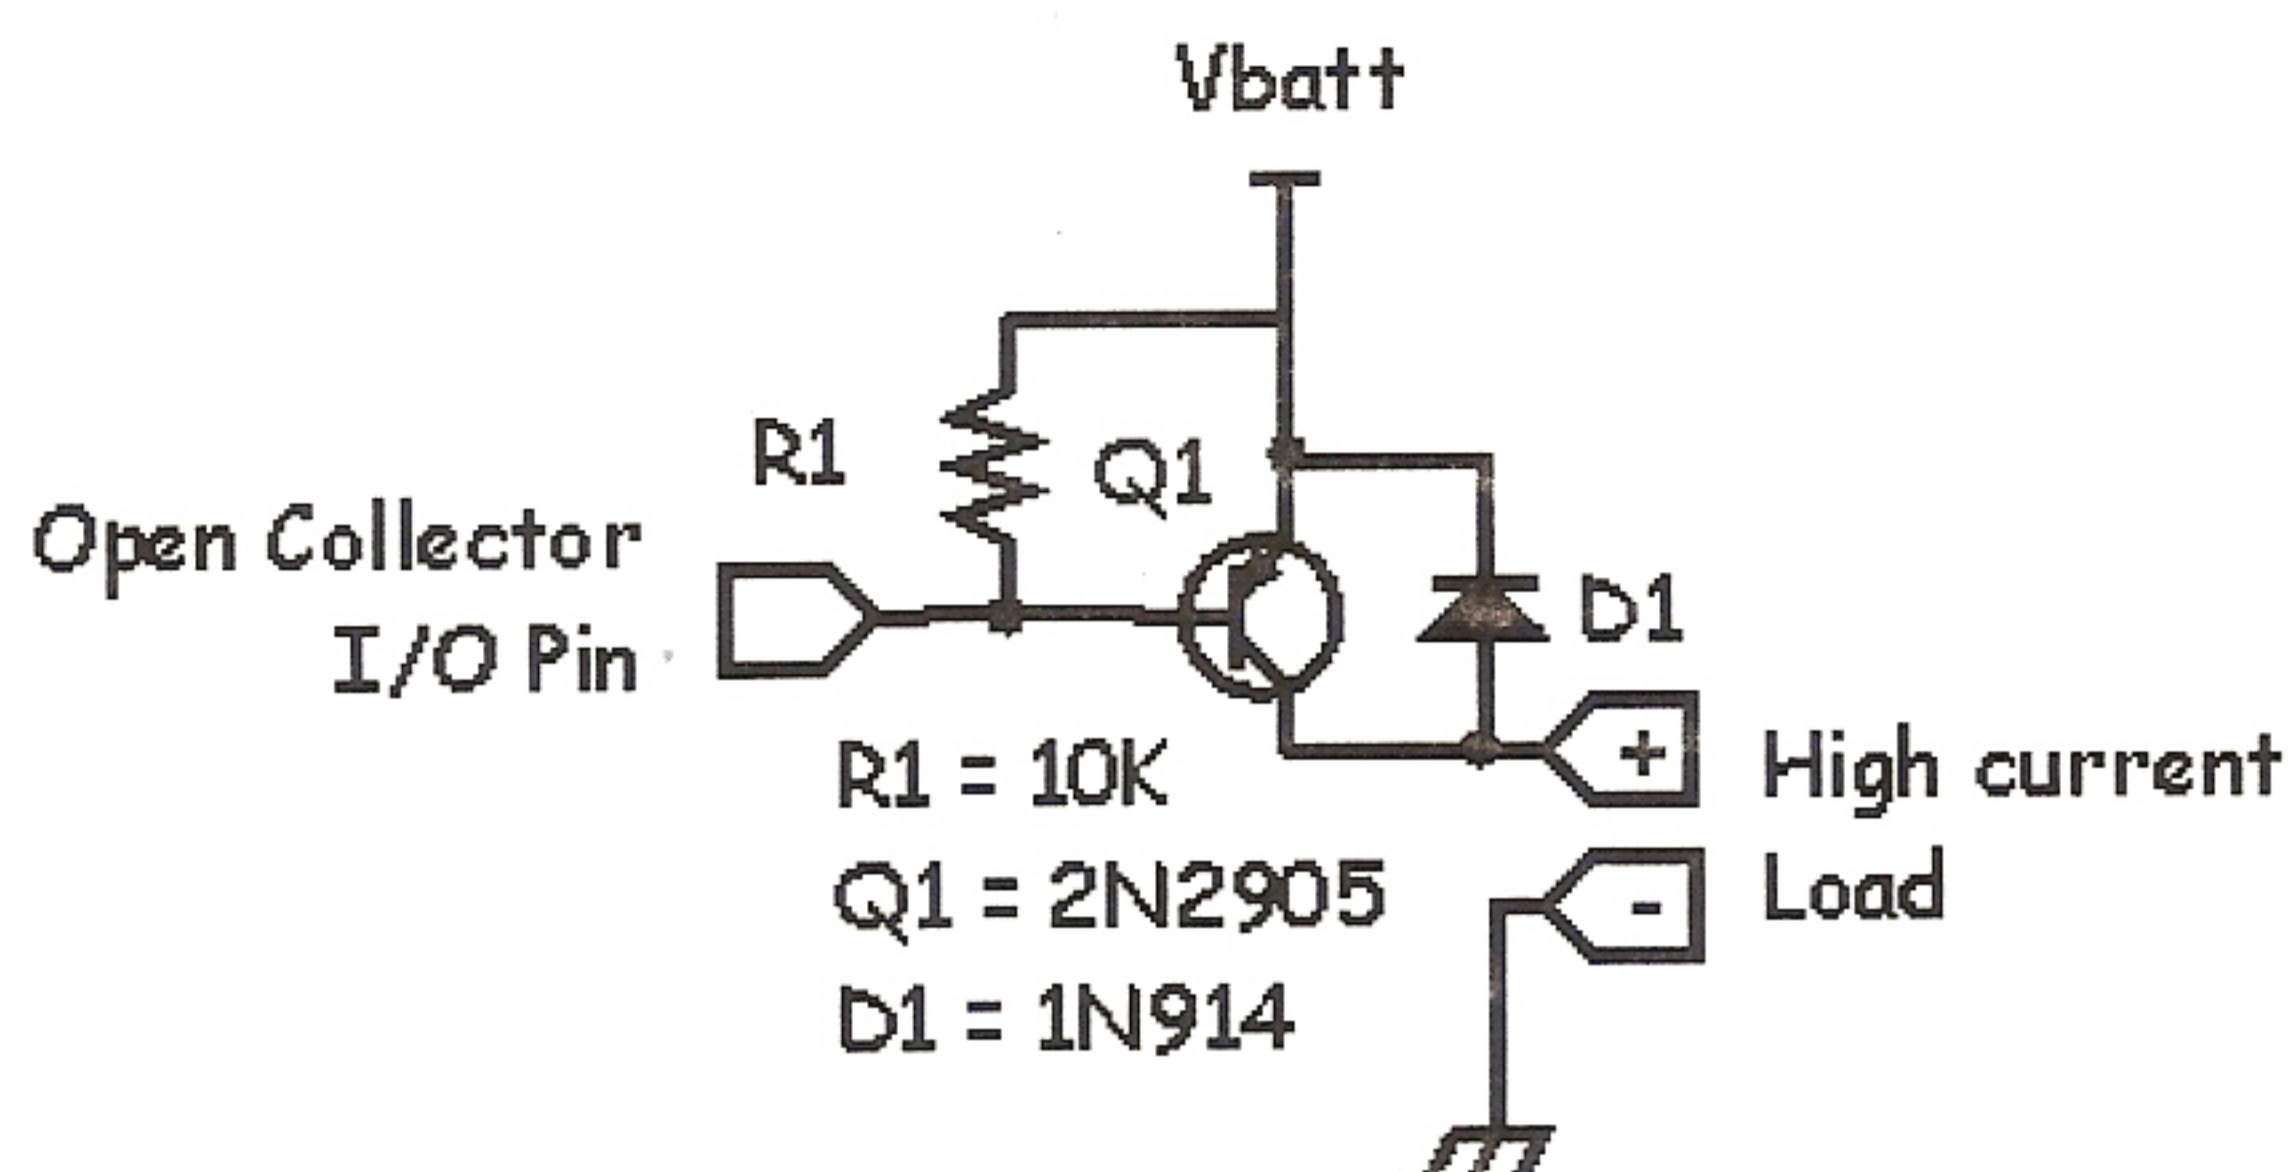 Vbatt
R1
Q1
Open Collector
I/O Pin
D1
+
High current
Load
-
R1 = 10K
Q1 = 2N2905
D1 = 1N914